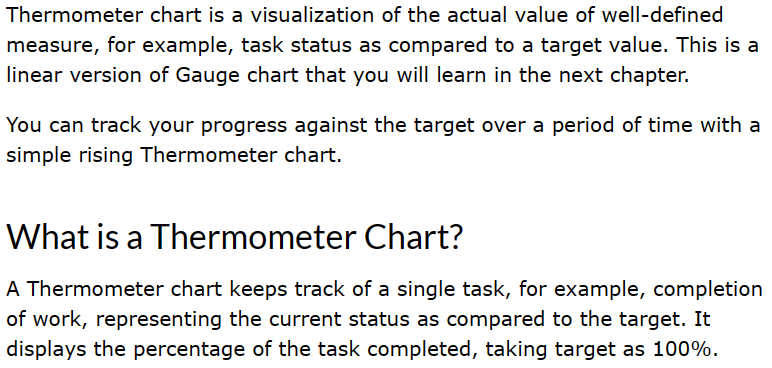 Thermometer chart is a visualization of the actual value of well-defined
measure, for example, task status as compared to a target value. This is a
linear version of Gauge chart that you will learn in the next chapter.
You can track your progress against the target over a period of time with a
simple rising Thermometer chart.
What is a Thermometer Chart?
A Thermometer chart keeps track of a single task, for example, completion
of work, representing the current status as compared to the target. It
displays the percentage of the task completed, taking target as 100%.